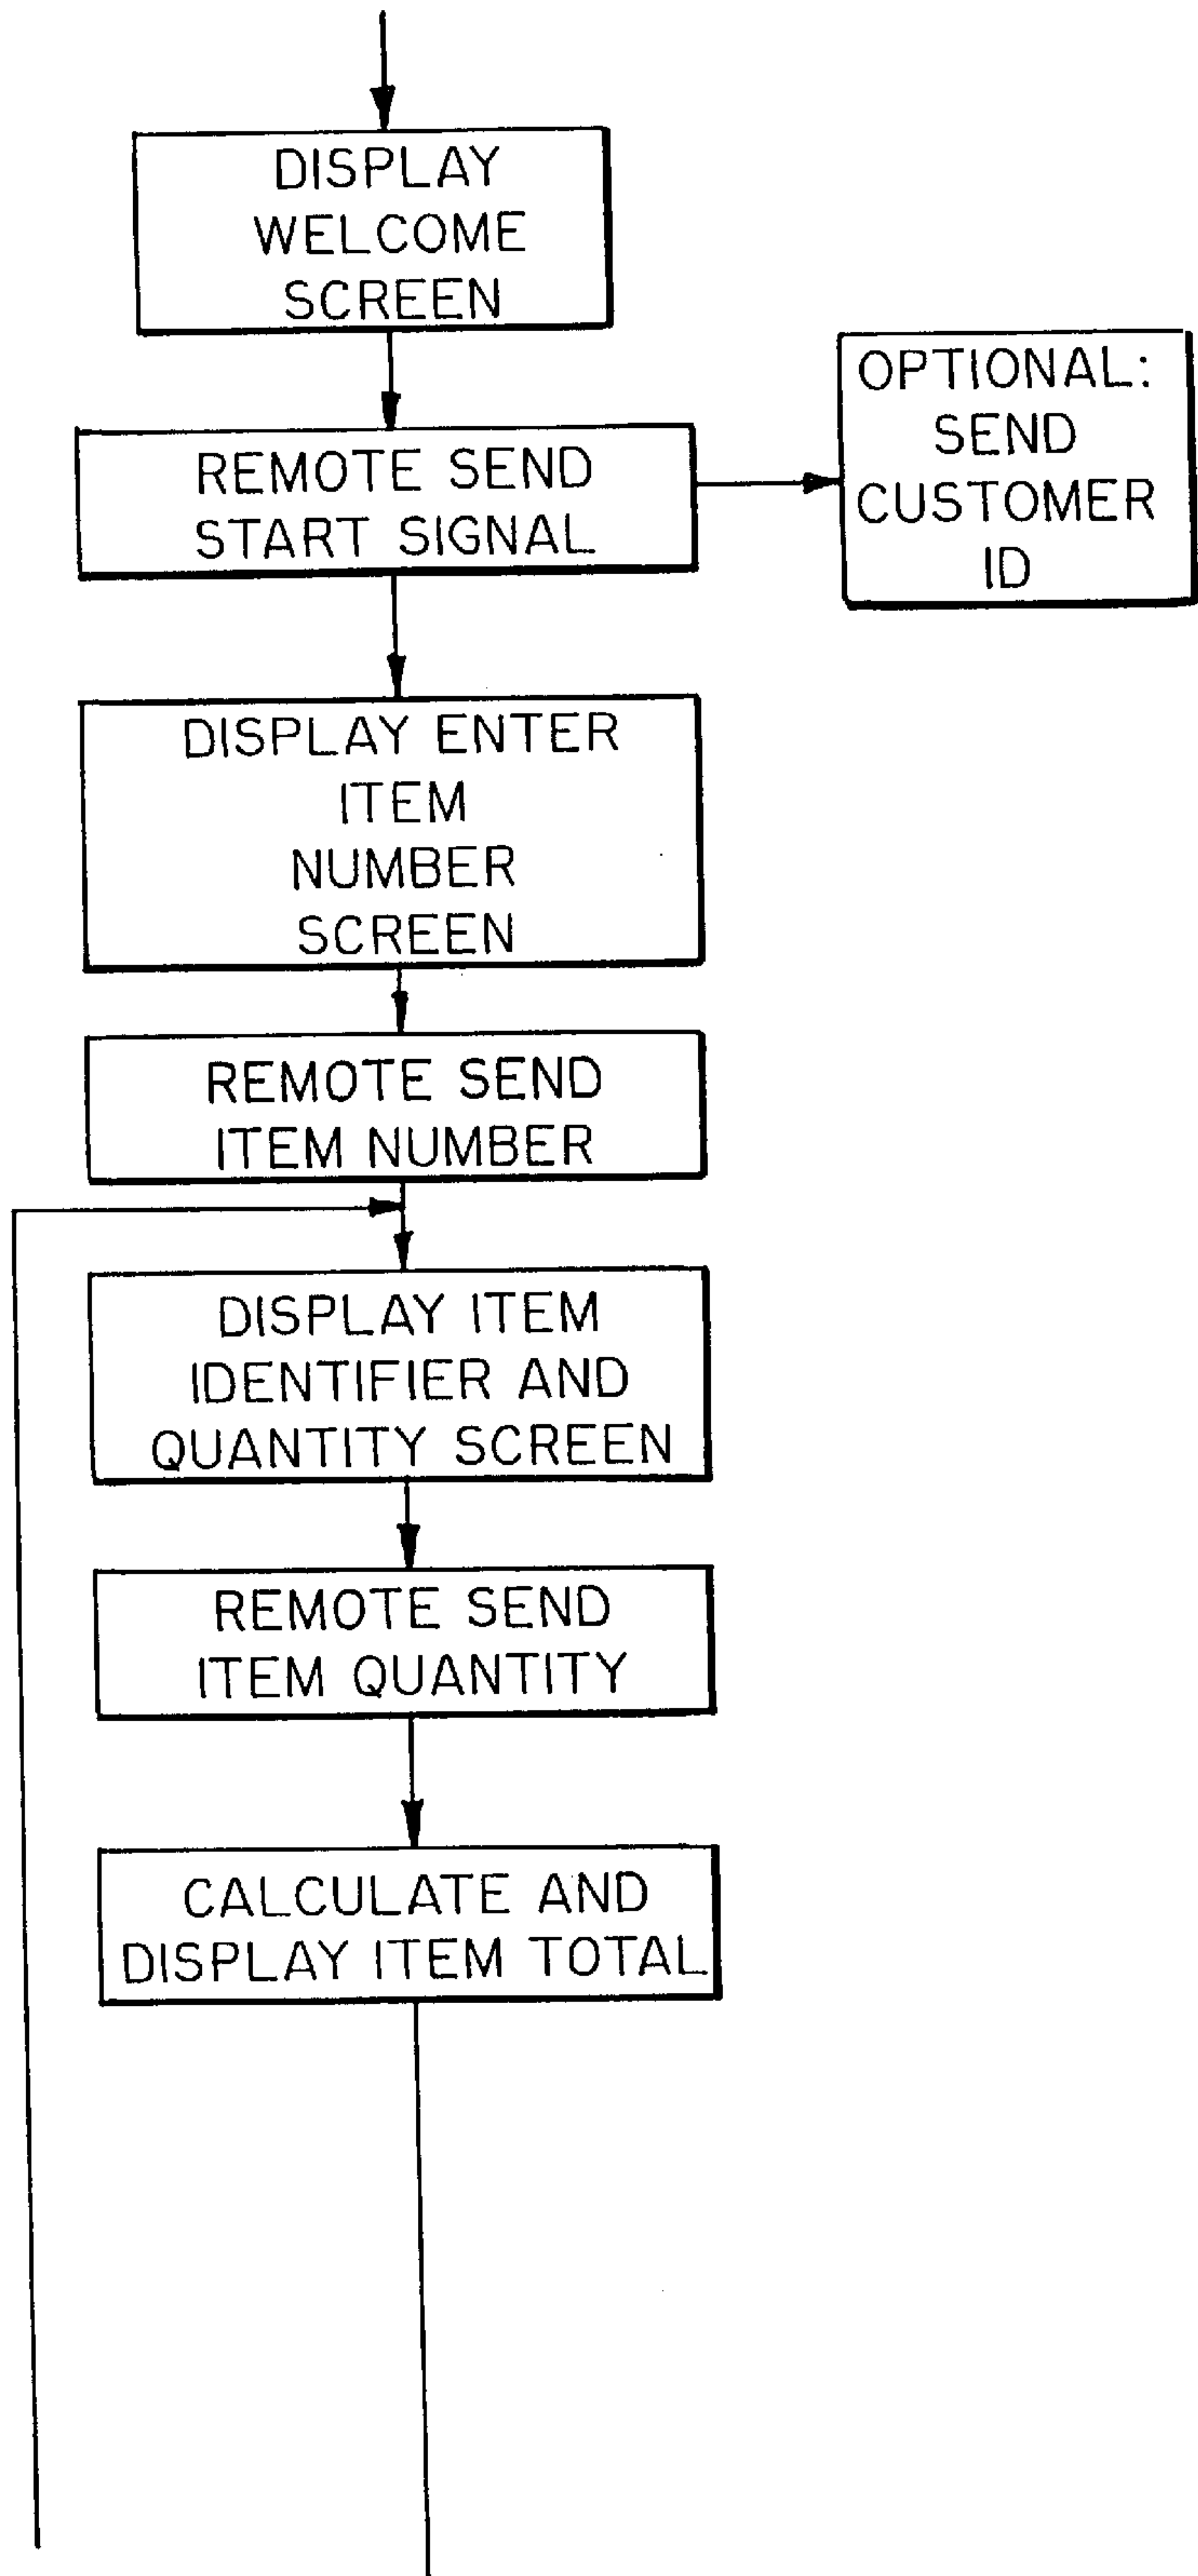 DISPLAY
WELCOME
SCREEN
REMOTE SEND
START SIGNAL
OPTIONAL:
SEND
CUSTOMER
ID
DISPLAY ENTER
ITEM
NUMBER
SCREEN
REMOTE SEND
ITEM NUMBER
DISPLAY ITEM
IDENTIFIER AND
QUANTITY SCREEN
REMOTE SEND
ITEM QUANTITY
CALCULATE AND
DISPLAY ITEM TOTAL